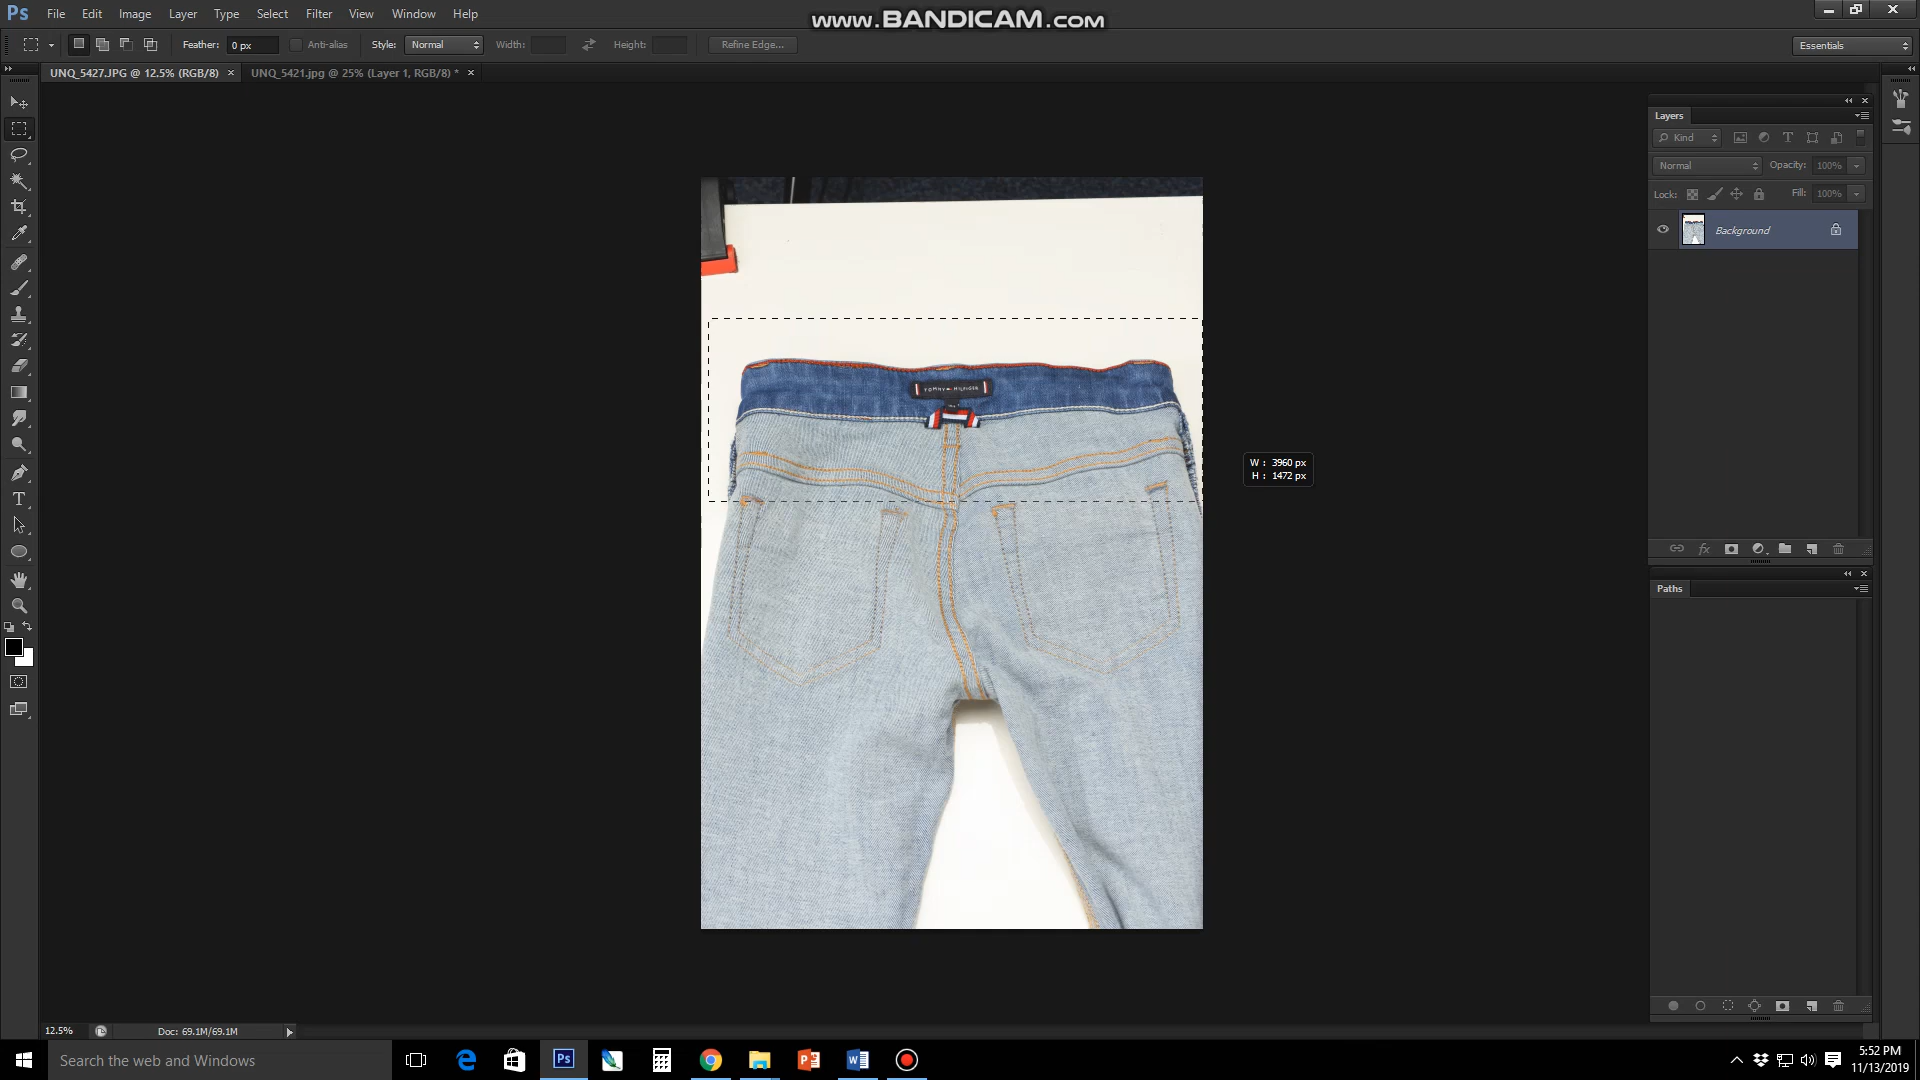 Ps File Edit Image Layer Type Select Filter View Window Help
www.BANDICAM.com
Feather: 0 px Anti-alias Style: Normal Width: Height: Refine Edge... Essentials
UNQ_5427.JPG @ 12.5% (RGB/8) × UNQ_5421.jpg @ 25% (Layer 1, RGB/8) * ×
Layers
Kind
Normal Opacity: 100%
Lock: Fill: 100%
Background
TOMMY HILFIGER
W : 3960 px
H : 1472 px
fx
Paths
12.5% Doc: 69.1M/69.1M
Search the web and Windows
5:52 PM
11/13/2019